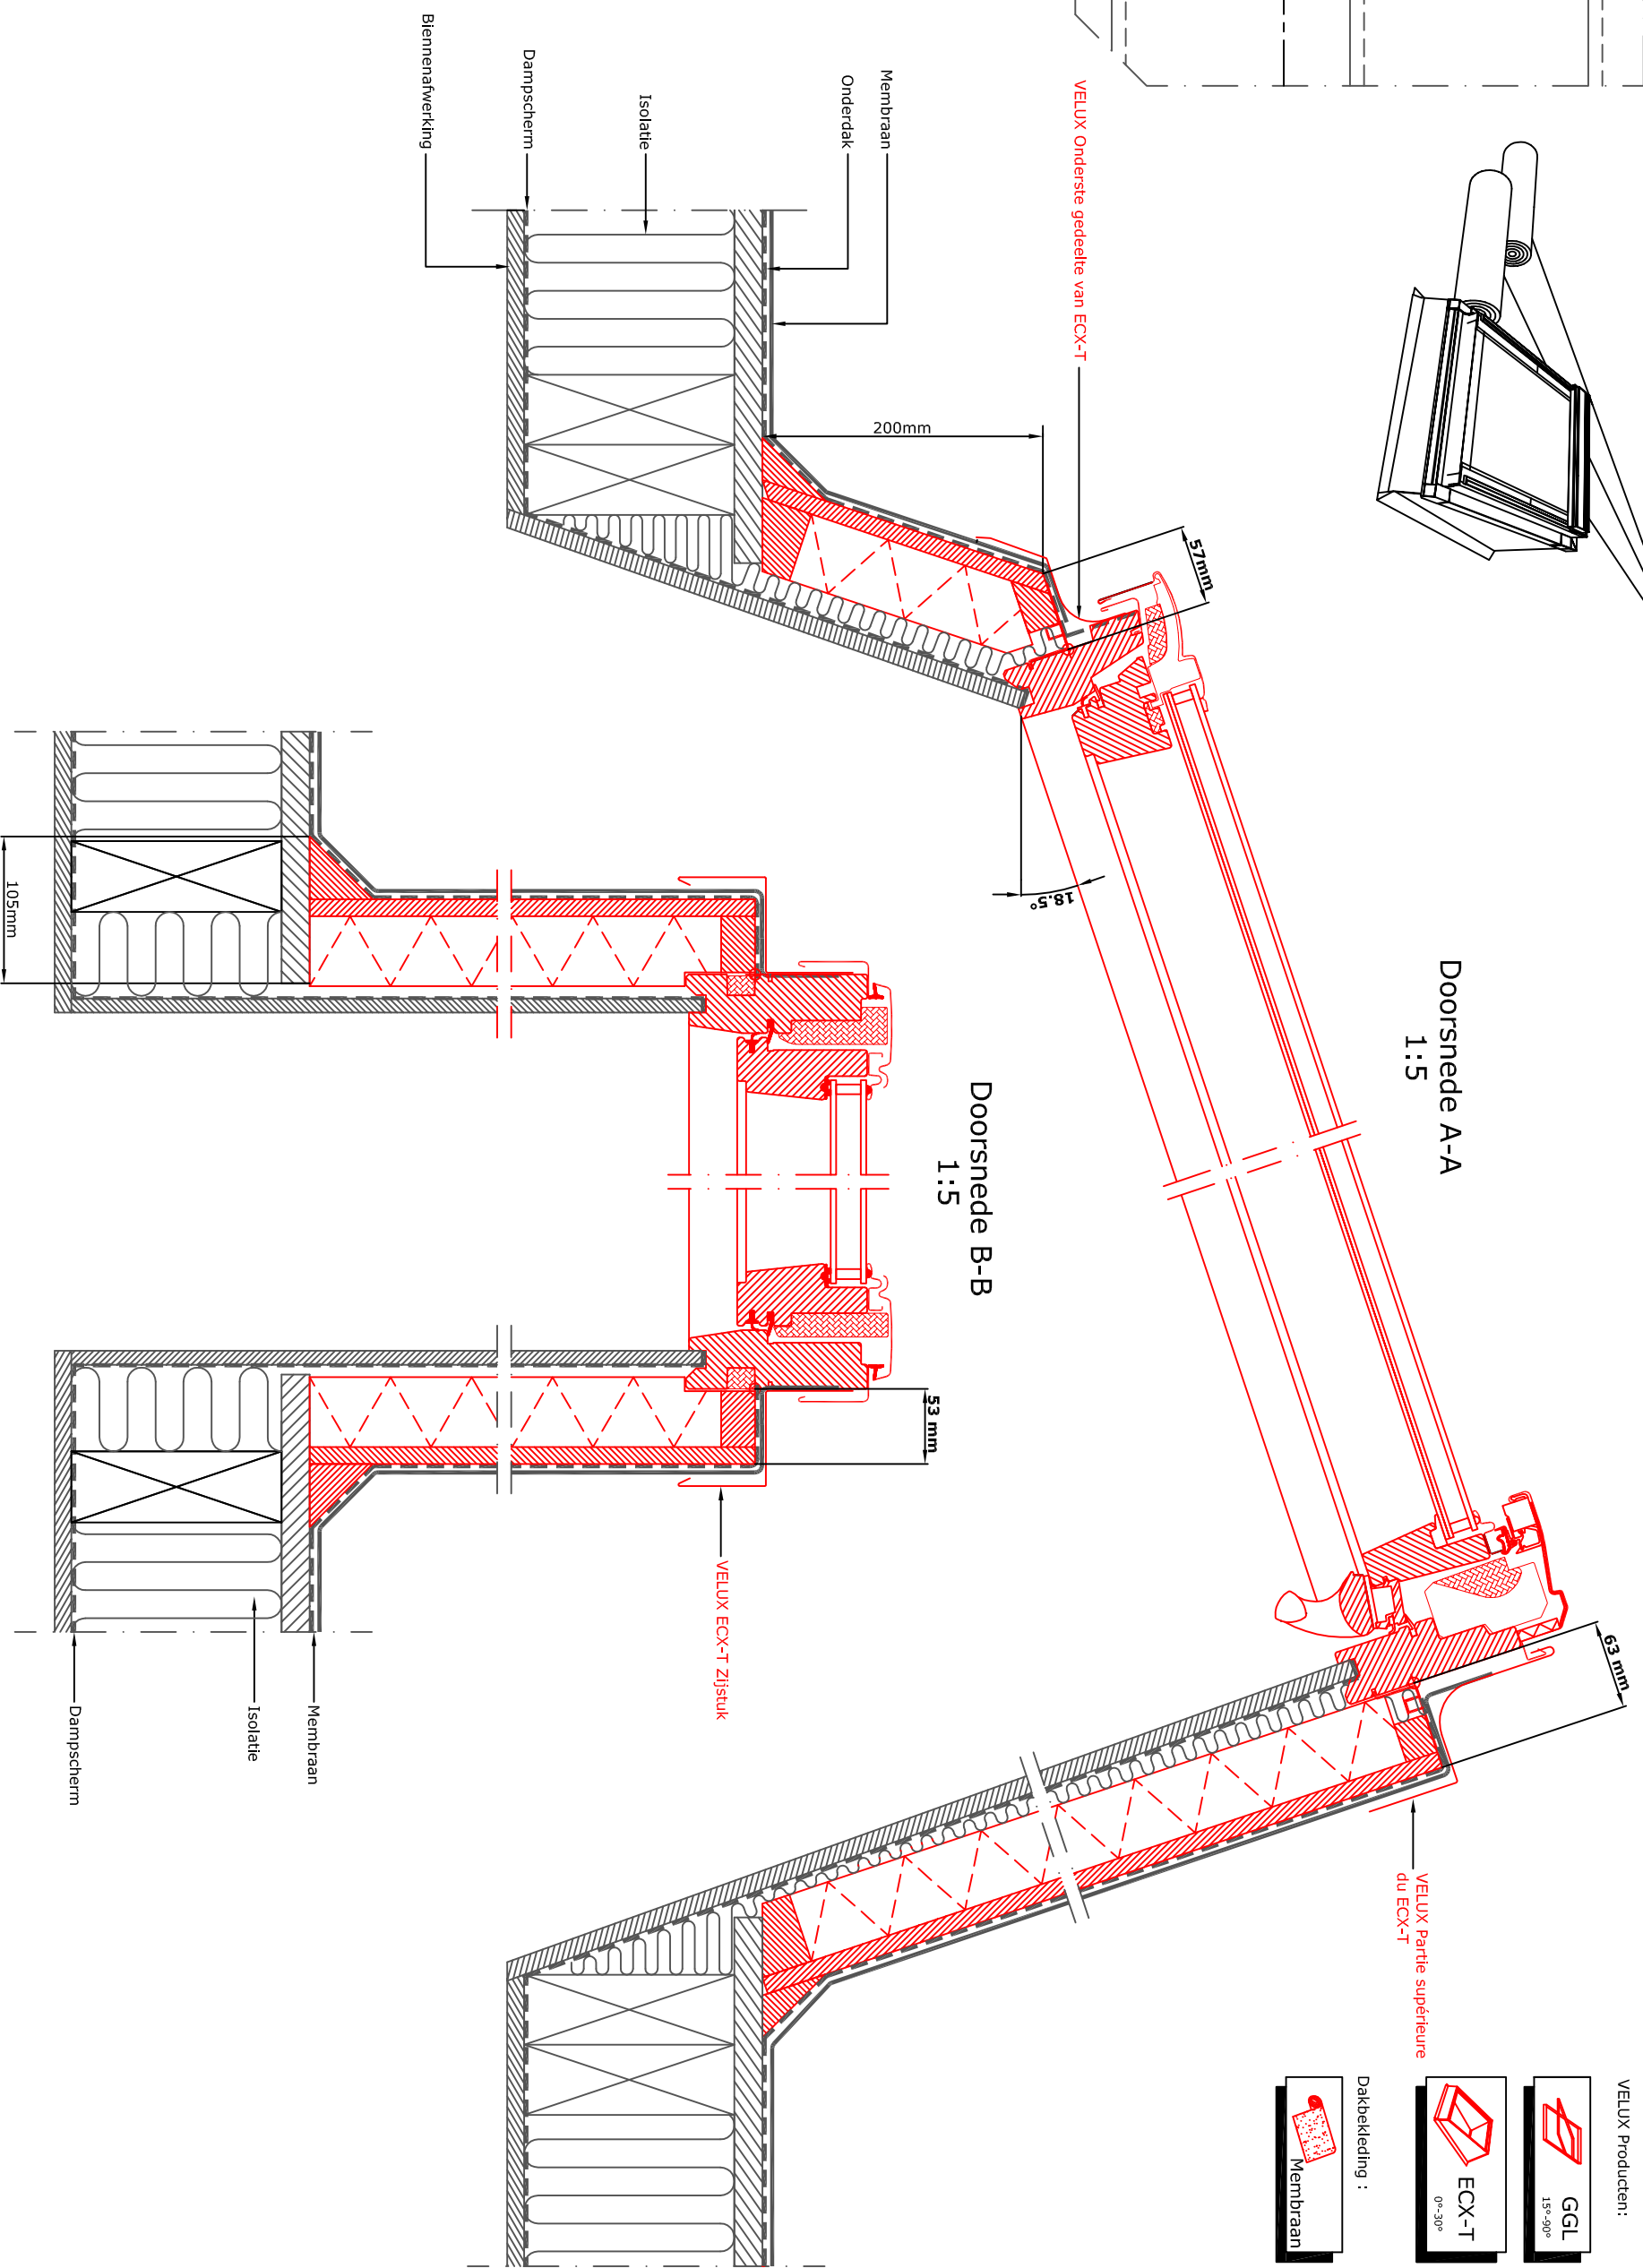 VELUX Producten:
GGL
15°-90°
ECX-T
0°-30°
Dakbekleding :
Membraan
Doorsnede A-A
1:5
63 mm
VELUX Partie supérieure
du ECX-T
57mm
VELUX Onderste gedeelte van ECX-T
18.5°
200mm
Membraan
Onderdak
Isolatie
Dampscherm
Biennenafwerking
Doorsnede B-B
1:5
53 mm
VELUX ECX-T Zijstuk
Membraan
Isolatie
Dampscherm
105mm